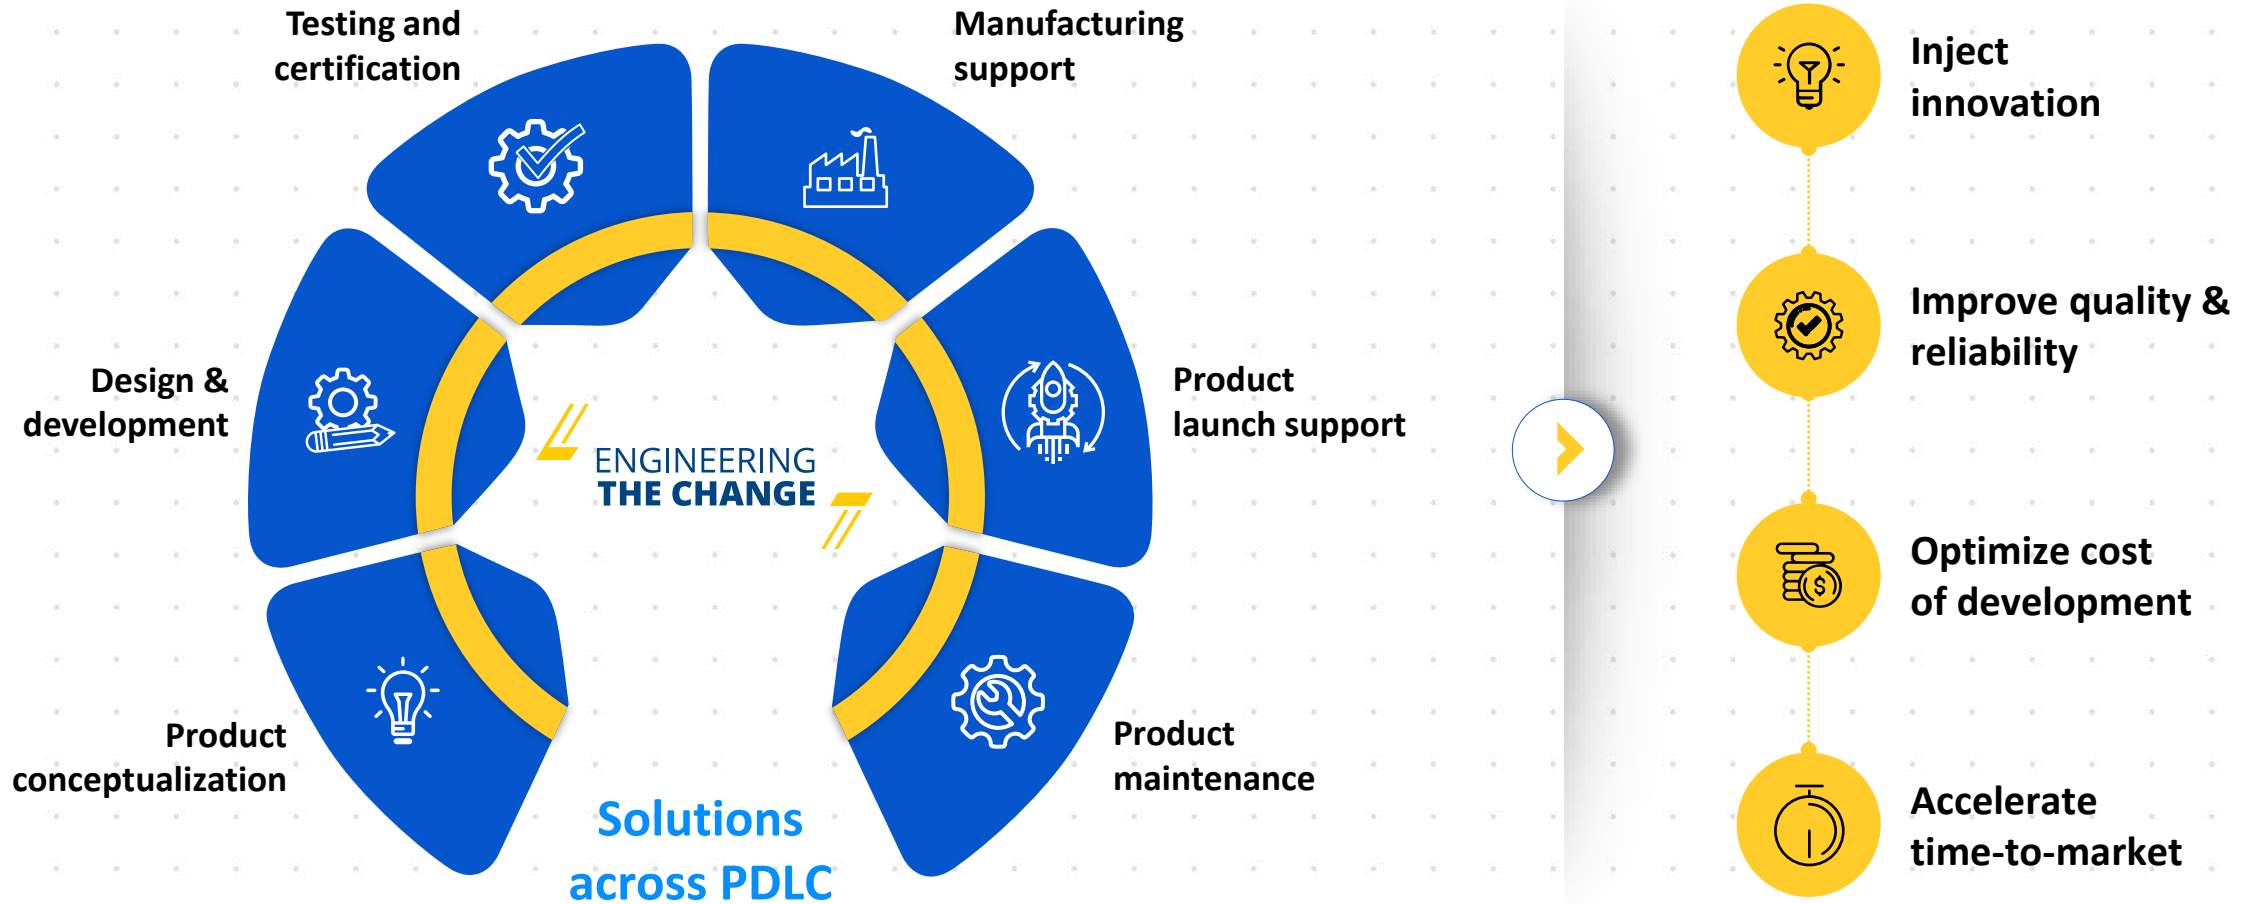 Testing and
certification
Manufacturing
support
Design &
development
Product
launch support
Product
conceptualization
Product
maintenance
ENGINEERING
THE CHANGE
Solutions
across PDLC
Inject
innovation
Improve quality &
reliability
$
Optimize cost
of development
Accelerate
time-to-market